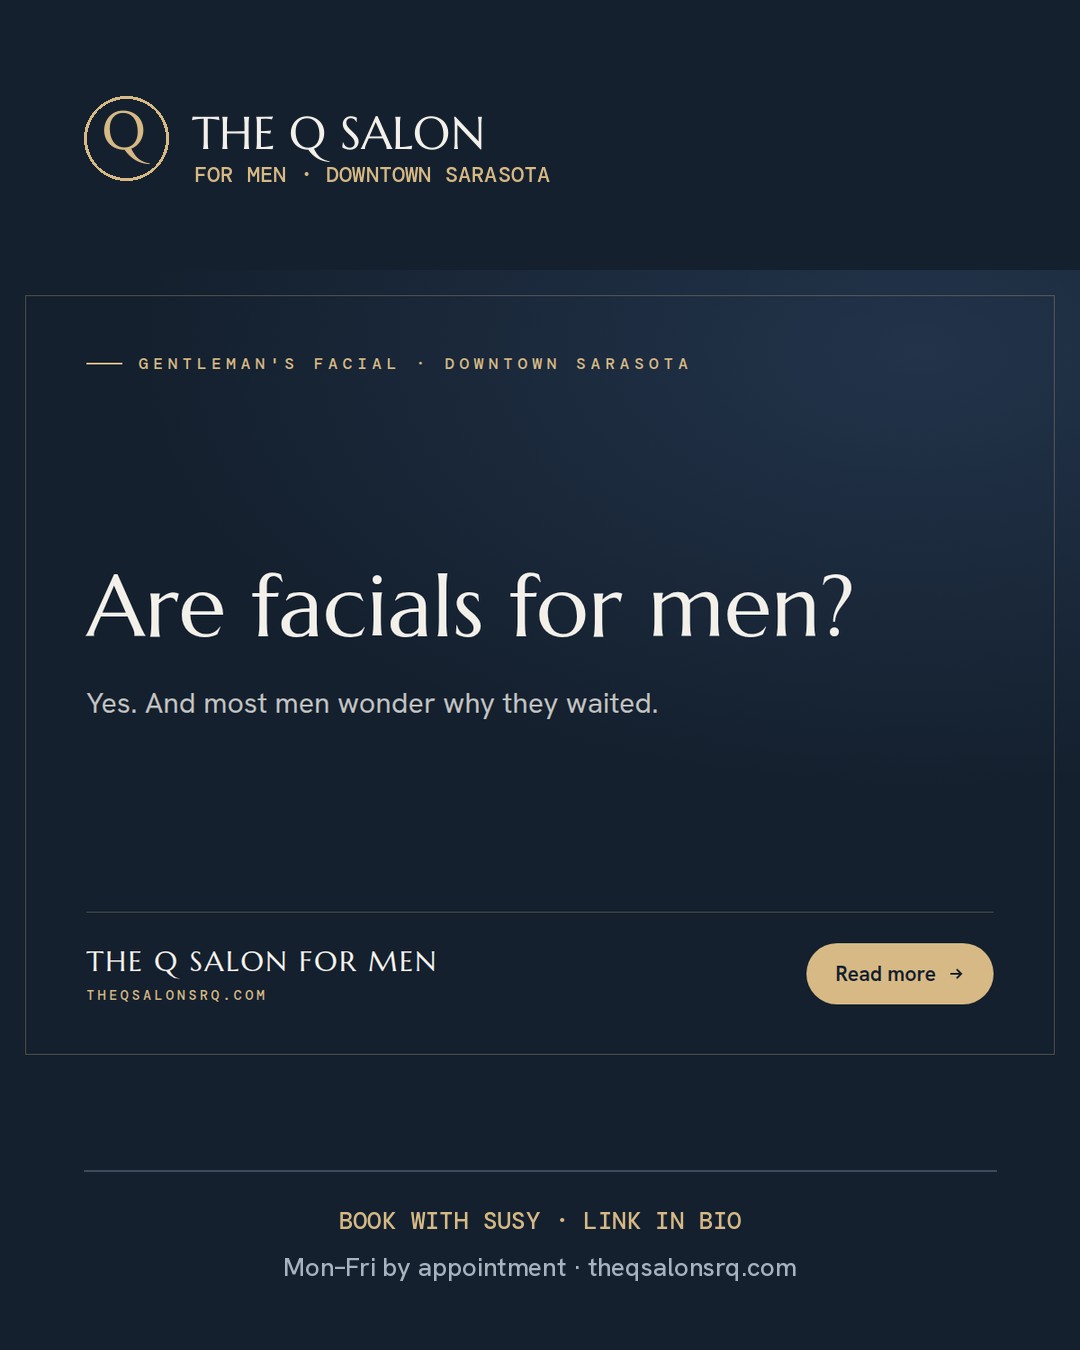 Q
THE Q SALON
FOR MEN · DOWNTOWN SARASOTA
GENTLEMAN'S FACIAL · DOWNTOWN SARASOTA
Are facials for men?
Yes. And most men wonder why they waited.
THE Q SALON FOR MEN
THEQSALONSRQ.COM
Read more →
BOOK WITH SUSY · LINK IN BIO
Mon–Fri by appointment · theqsalonsrq.com